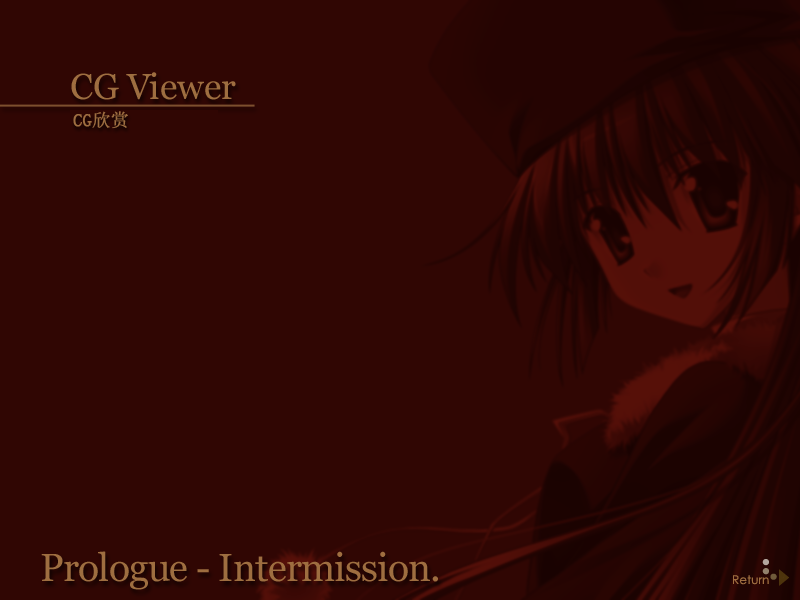 CG Viewer
CG欣赏
Prologue - Intermission.
Return